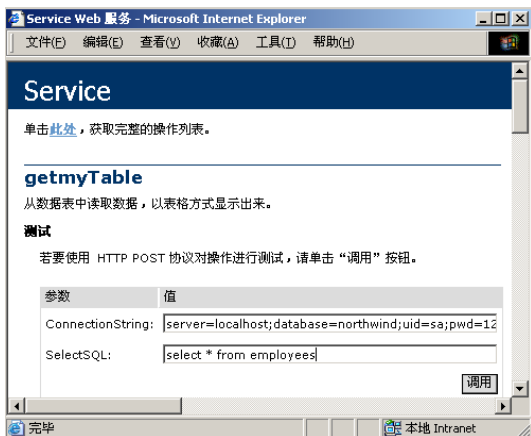 Service Web 服务 - Microsoft Internet Explorer
文件(F) 编辑(E) 查看(V) 收藏(A) 工具(T) 帮助(H)
Service
单击此处，获取完整的操作列表。
getmyTable
从数据表中读取数据，以表格方式显示出来。
测试
若要使用 HTTP POST 协议对操作进行测试，请单击“调用”按钮。
参数 值
ConnectionString: server=localhost;database=northwind;uid=sa;pwd=12
SelectSQL: select * from employees
调用
完毕 本地 Intranet